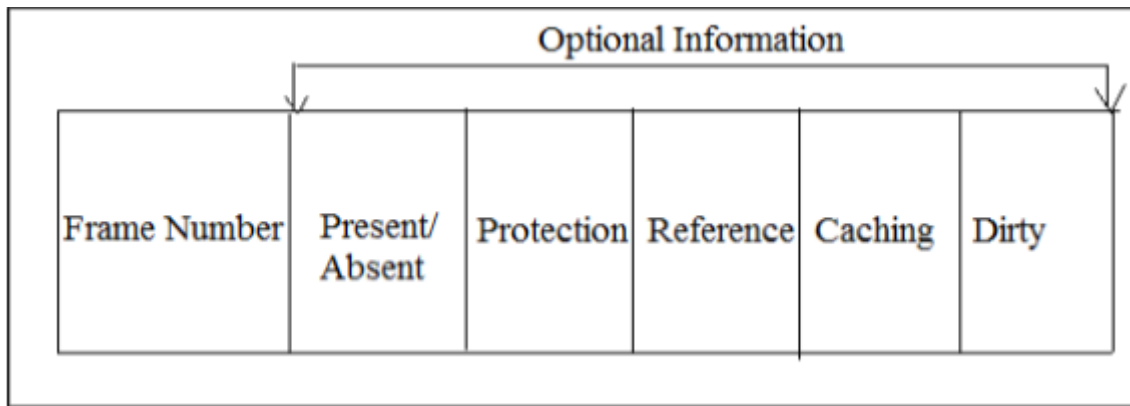 Optional Information
Frame Number
Present/
Absent
Protection
Reference
Caching
Dirty